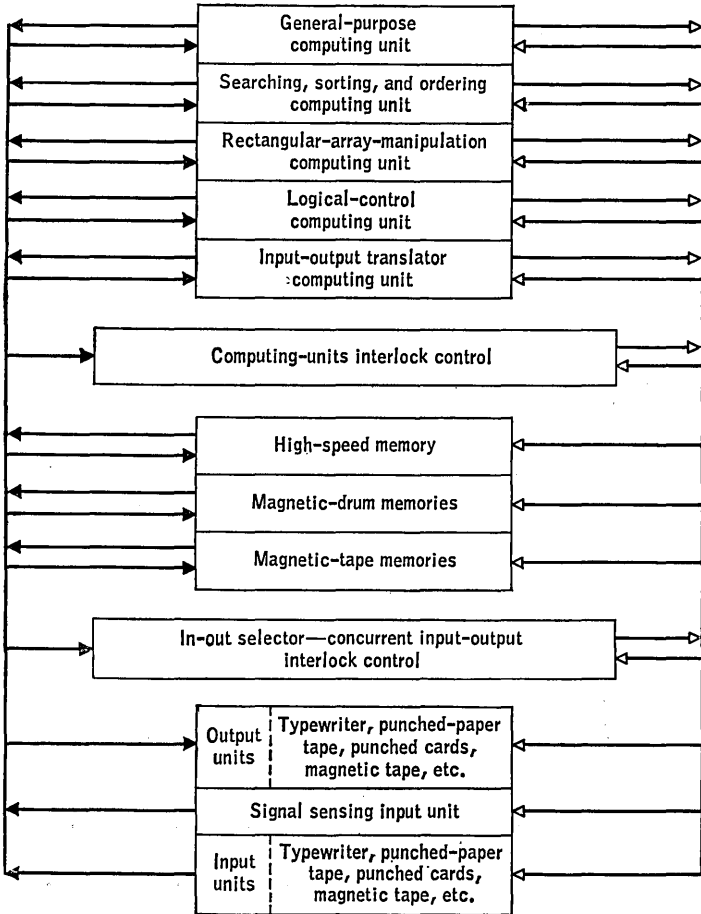 General-purpose
computing unit
Searching, sorting, and ordering
computing unit
Rectangular-array-manipulation
computing unit
Logical-control
computing unit
Input-output translator
computing unit
Computing-units interlock control
High-speed memory
Magnetic-drum memories
Magnetic-tape memories
In-out selector—concurrent input-output
interlock control
Output
units
Typewriter, punched-paper
tape, punched cards,
magnetic tape, etc.
Signal sensing input unit
Input
units
Typewriter, punched-paper
tape, punched cards,
magnetic tape, etc.